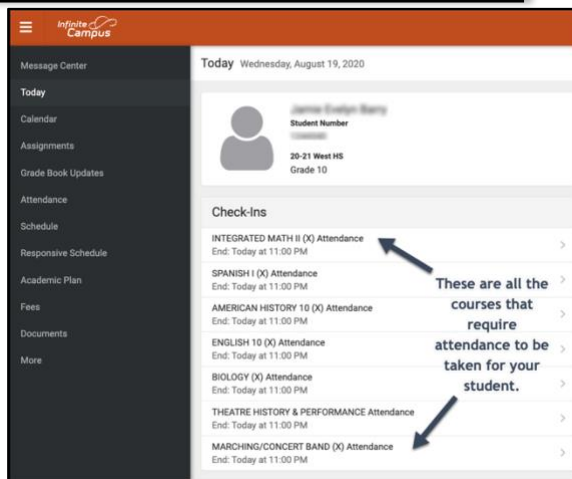 Infinite
Campus
Message Center
Today
Calendar
Assignments
Grade Book Updates
Attendance
Schedule
Responsive Schedule
Academic Plan
Fees
Documents
More
Today Wednesday, August 19, 2020
Student Number
20-21 West HS
Grade 10
Check-Ins
INTEGRATED MATH II (X) Attendance
End: Today at 11:00 PM
SPANISH I (X) Attendance
End: Today at 11:00 PM
AMERICAN HISTORY 10 (X) Attendance
End: Today at 11:00 PM
ENGLISH 10 (X) Attendance
End: Today at 11:00 PM
BIOLOGY (X) Attendance
End: Today at 11:00 PM
THEATRE HISTORY & PERFORMANCE Attendance
End: Today at 11:00 PM
MARCHING/CONCERT BAND (X) Attendance
End: Today at 11:00 PM
These are all the
courses that
require
attendance to be
taken for your
student.